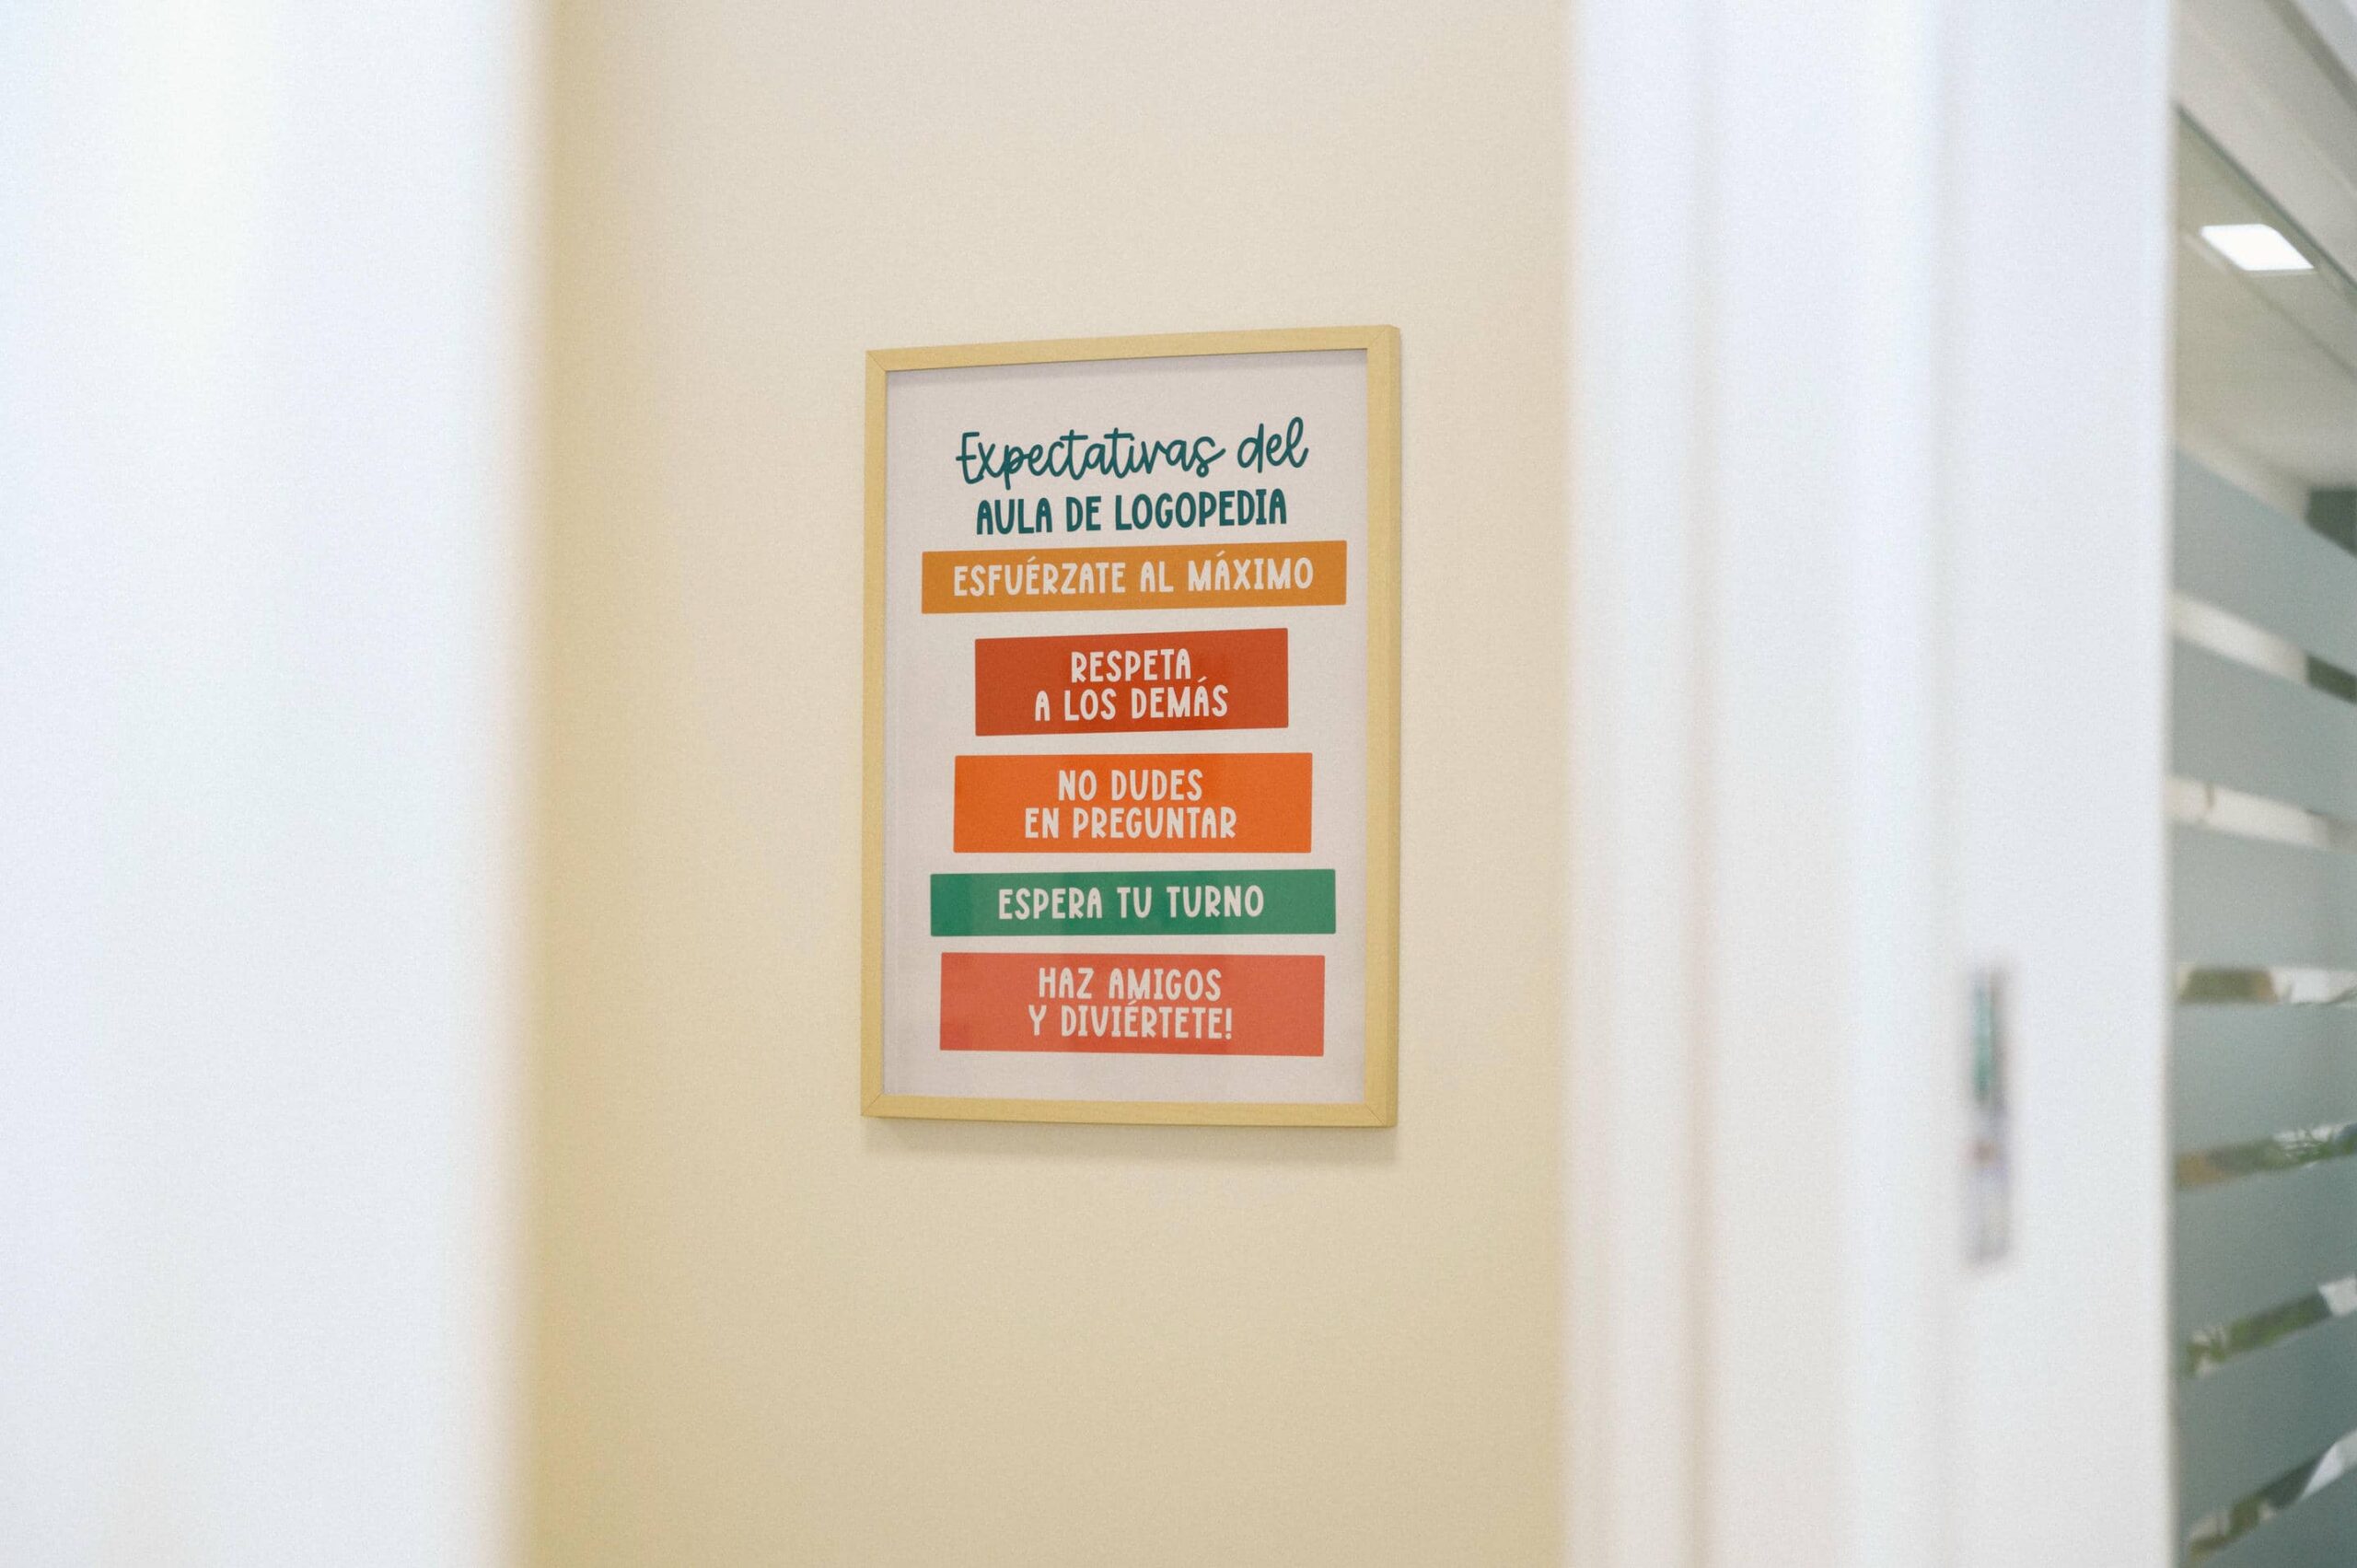 Expectativas del
AULA DE LOGOPEDIA
ESFUÉRZATE AL MÁXIMO
RESPETA
A LOS DEMÁS
NO DUDES
EN PREGUNTAR
ESPERA TU TURNO
HAZ AMIGOS
Y DIVIÉRTETE!